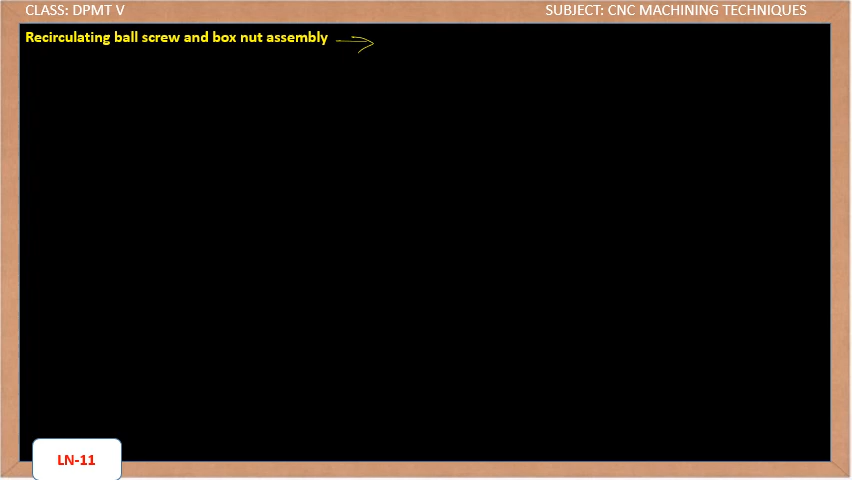 CLASS: DPMT V
SUBJECT: CNC MACHINING TECHNIQUES
Recirculating ball screw and box nut assembly
LN-11